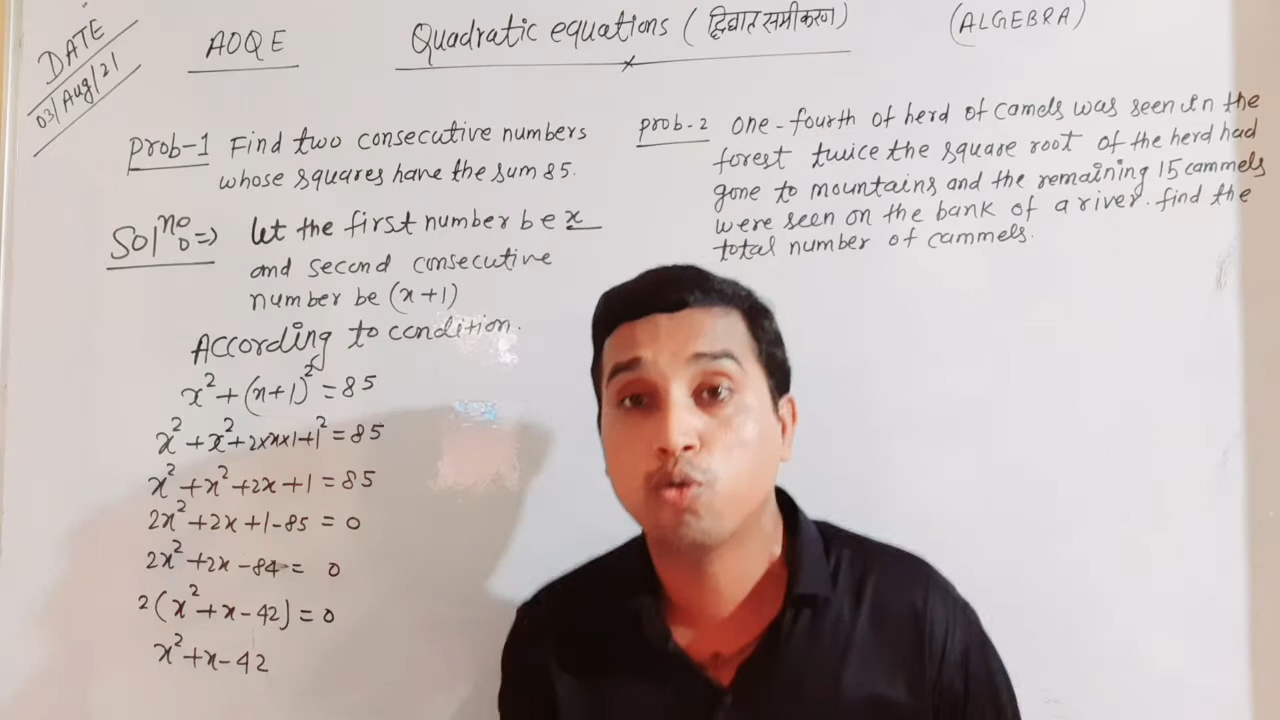 DATE
03/Aug/21
AOQE
Quadratic equations (द्विघात समीकरण)
(ALGEBRA)
Prob-1 Find two consecutive numbers
whose squares have the sum 85.
Solno⇒ let the first number be x
and second consecutive
number be (x+1)
According to condition.
x²+(x+1)²=85
x²+x²+2×x×1+1²=85
x²+x²+2x+1=85
2x²+2x+1-85=0
2x²+2x-84=0
2(x²+x-42)=0
x²+x-42
Prob-2 One-fourth of herd of camels was seen in the
forest twice the square root of the herd had
gone to mountains and the remaining 15 cammels
were seen on the bank of a river. find the
total number of cammels.